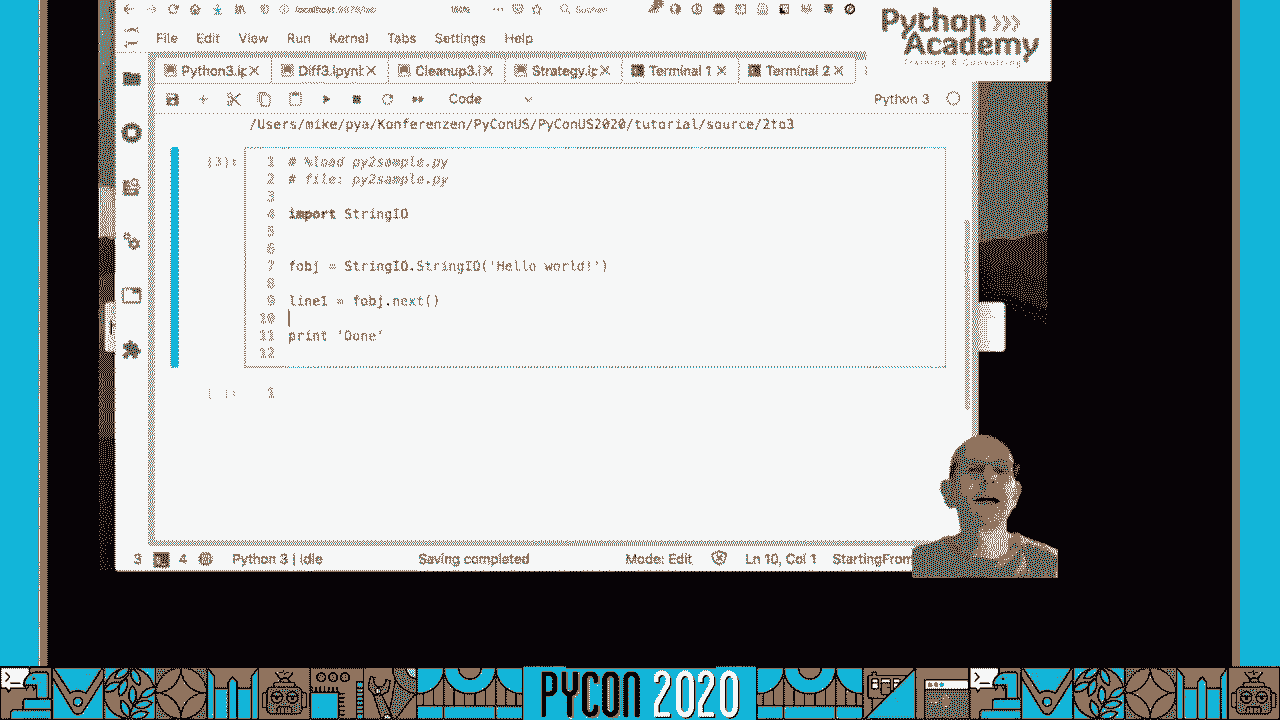 Python
Academy
Training & Consulting
File Edit View Run Kernel Tabs Settings Help
Python3.ip Diff3.ipynl Cleanup3. Strategy.ip Terminal 1 Terminal 2
Code Python 3
/Users/mike/pya/Konferenzen/PyConUS/PyConUS2020/tutorial/source/2to3
[3]: 1 # %load py2sample.py
2 # file: py2sample.py
3
4 import StringIO
5
6
7 fobj = StringIO.StringIO('Hello world!')
8
9 line1 = fobj.next()
10
11 print 'Done'
12
[ ]: 1
3 4 Python 3 | Idle Saving completed Mode: Edit Ln 10, Col 1 StartingFrom
PYCON 2020